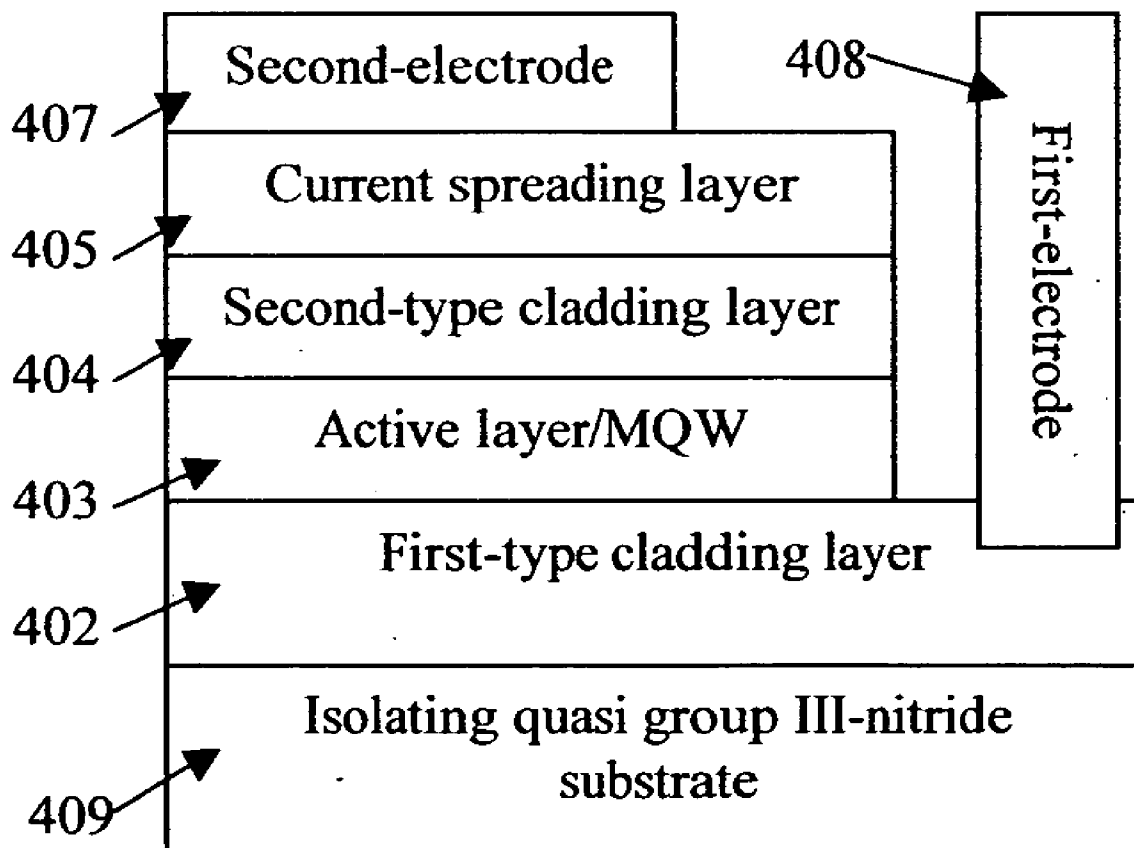 Second-electrode
408
407
First-electrode
Current spreading layer
405
Second-type cladding layer
404
Active layer/MQW
403
First-type cladding layer
402
Isolating quasi group III-nitride
substrate
409